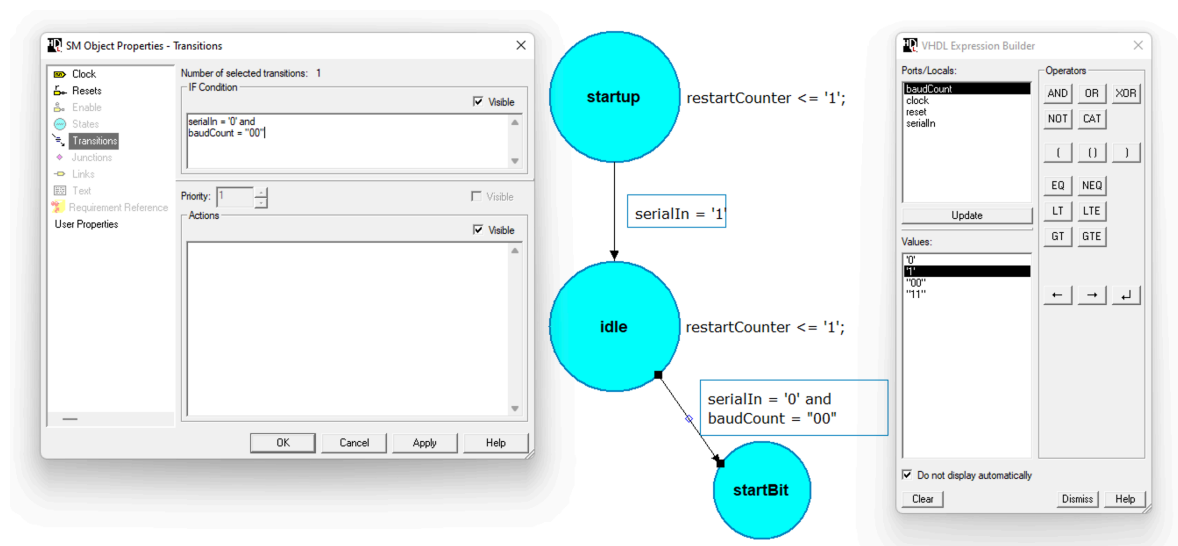 SM Object Properties - Transitions
Clock
Resets
Enable
States
Transitions
Junctions
Links
Text
Requirement Reference
User Properties
Number of selected transitions: 1
IF Condition
Visible
serialIn = '0' and
baudCount = "00"
Priority: 1
Visible
Actions
Visible
OK Cancel Apply Help
startup
restartCounter <= '1';
serialIn = '1'
idle
restartCounter <= '1';
serialIn = '0' and
baudCount = "00"
startBit
VHDL Expression Builder
Ports/Locals:
baudCount
clock
reset
serialIn
Update
Values:
'0'
'1'
"00"
"11"
Operators
AND OR XOR
NOT CAT
( () )
EQ NEQ
LT LTE
GT GTE
← → ↵
Do not display automatically
Clear Dismiss Help